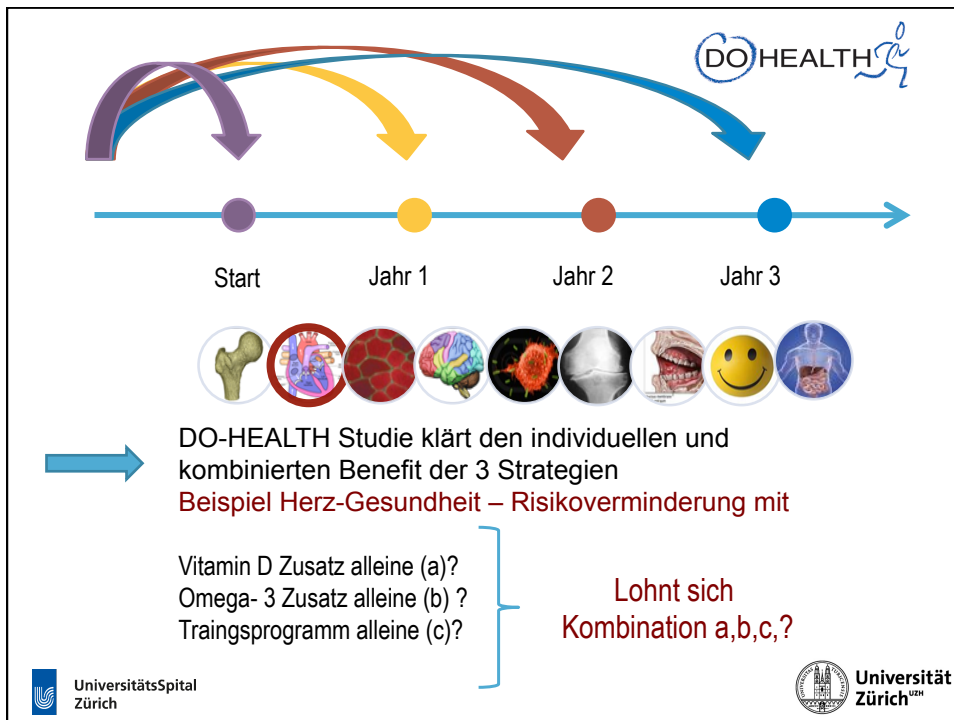 DO HEALTH
Start
Jahr 1
Jahr 2
Jahr 3
DO-HEALTH Studie klärt den individuellen und
kombinierten Benefit der 3 Strategien
Beispiel Herz-Gesundheit – Risikoverminderung mit
Vitamin D Zusatz alleine (a)?
Omega- 3 Zusatz alleine (b) ?
Traingsprogramm alleine (c)?
Lohnt sich
Kombination a,b,c,?
UniversitätsSpital
Zürich
Universität
Zürich UZH